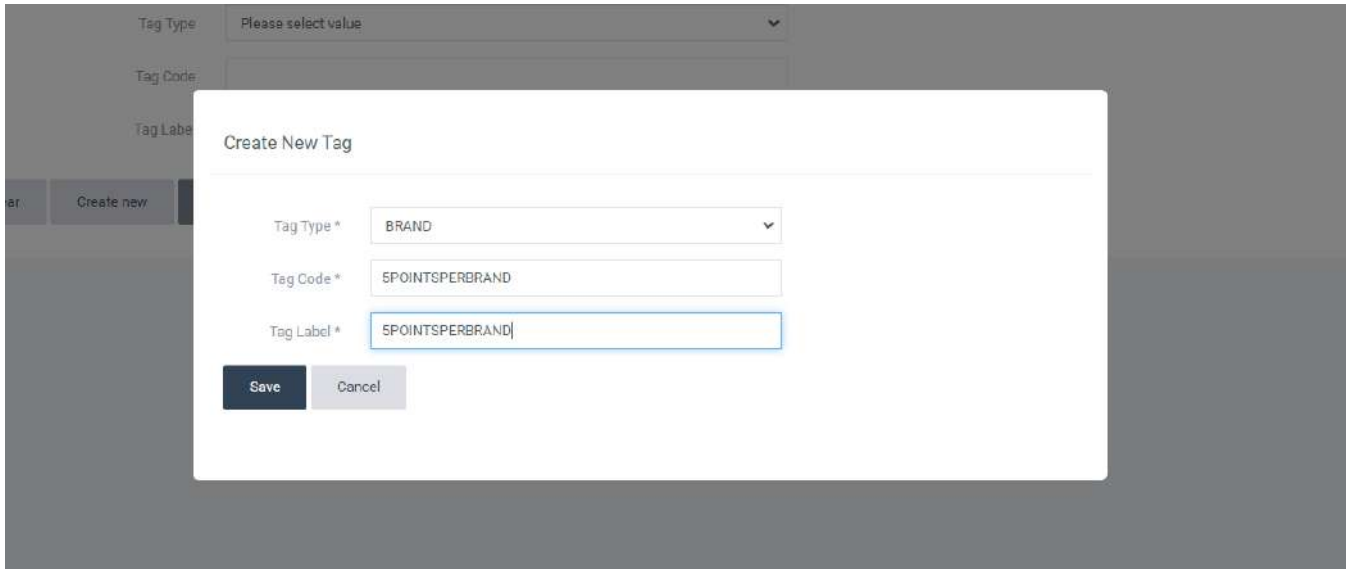 Tag Type Please select value
Tag Code
Tag Labe
Create New Tag
ear Create new
Tag Type * BRAND
Tag Code * 5POINTSPERBRAND
Tag Label * 5POINTSPERBRAND
Save Cancel